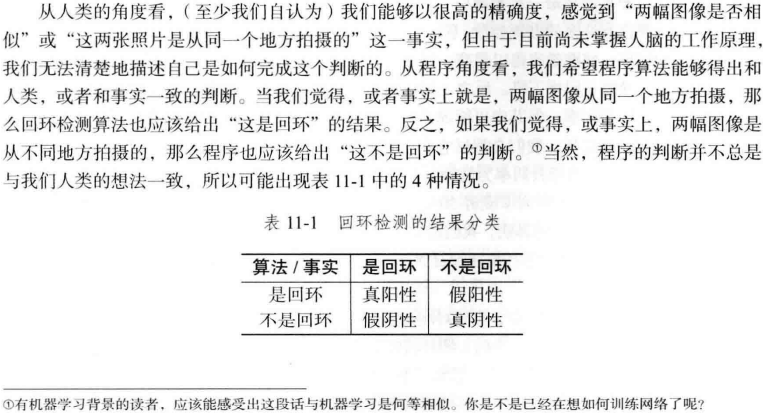 从人类的角度看，（至少我们自认为）我们能够以很高的精确度，感觉到“两幅图像是否相
似”或“这两张照片是从同一个地方拍摄的”这一事实，但由于目前尚未掌握人脑的工作原理，
我们无法清楚地描述自己是如何完成这个判断的。从程序角度看，我们希望程序算法能够得出和
人类，或者和事实一致的判断。当我们觉得，或者事实上就是，两幅图像从同一个地方拍摄，那
么回环检测算法也应该给出“这是回环”的结果。反之，如果我们觉得，或事实上，两幅图像是
从不同地方拍摄的，那么程序也应该给出“这不是回环”的判断。①当然，程序的判断并不总是
与我们人类的想法一致，所以可能出现表 11-1 中的 4 种情况。
表 11-1 回环检测的结果分类
算法 / 事实 是回环 不是回环
是回环 真阳性 假阳性
不是回环 假阴性 真阴性
①有机器学习背景的读者，应该能感受出这段话与机器学习是何等相似。你是不是已经在想如何训练网络了呢？